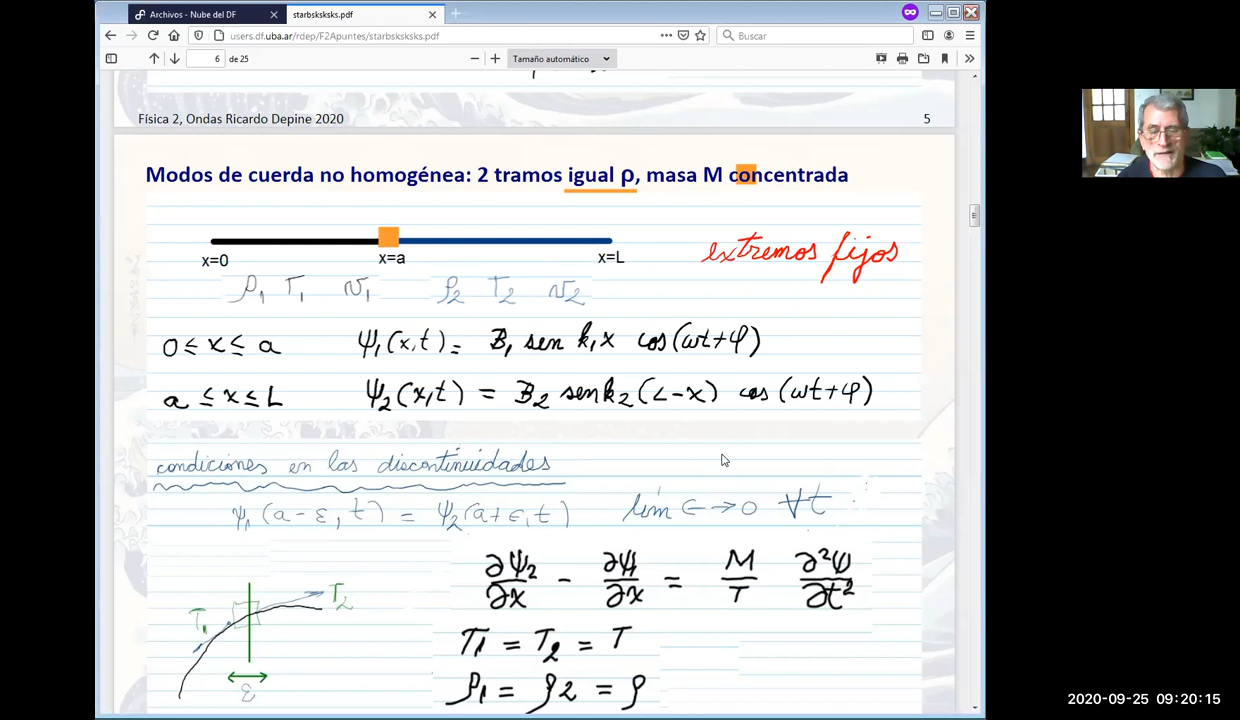 Archivos - Nube del DF
starbsksksks.pdf
users.df.uba.ar/rdep/F2Apuntes/starbsksksks.pdf
Buscar
6 de 25
Tamaño automático
Física 2, Ondas Ricardo Depine 2020 5
Modos de cuerda no homogénea: 2 tramos igual ρ, masa M concentrada
extremos fijos
x=0 x=a x=L
ρ₁ T₁ v₁ ρ₂ T₂ v₂
0 ≤ x ≤ a ψ₁(x,t) = B₁ sen k₁x cos(ωt+φ)
a ≤ x ≤ L ψ₂(x,t) = B₂ sen k₂(L-x) cos(ωt+φ)
condiciones en las discontinuidades
ψ₁(a-ε, t) = ψ₂(a+ε, t) lím ε→0 ∀t
∂ψ₂/∂x - ∂ψ₁/∂x = M/T ∂²ψ/∂t²
T₁ T₂
T₁ = T₂ = T
ε
ρ₁ = ρ2 = ρ
2020-09-25 09:20:15